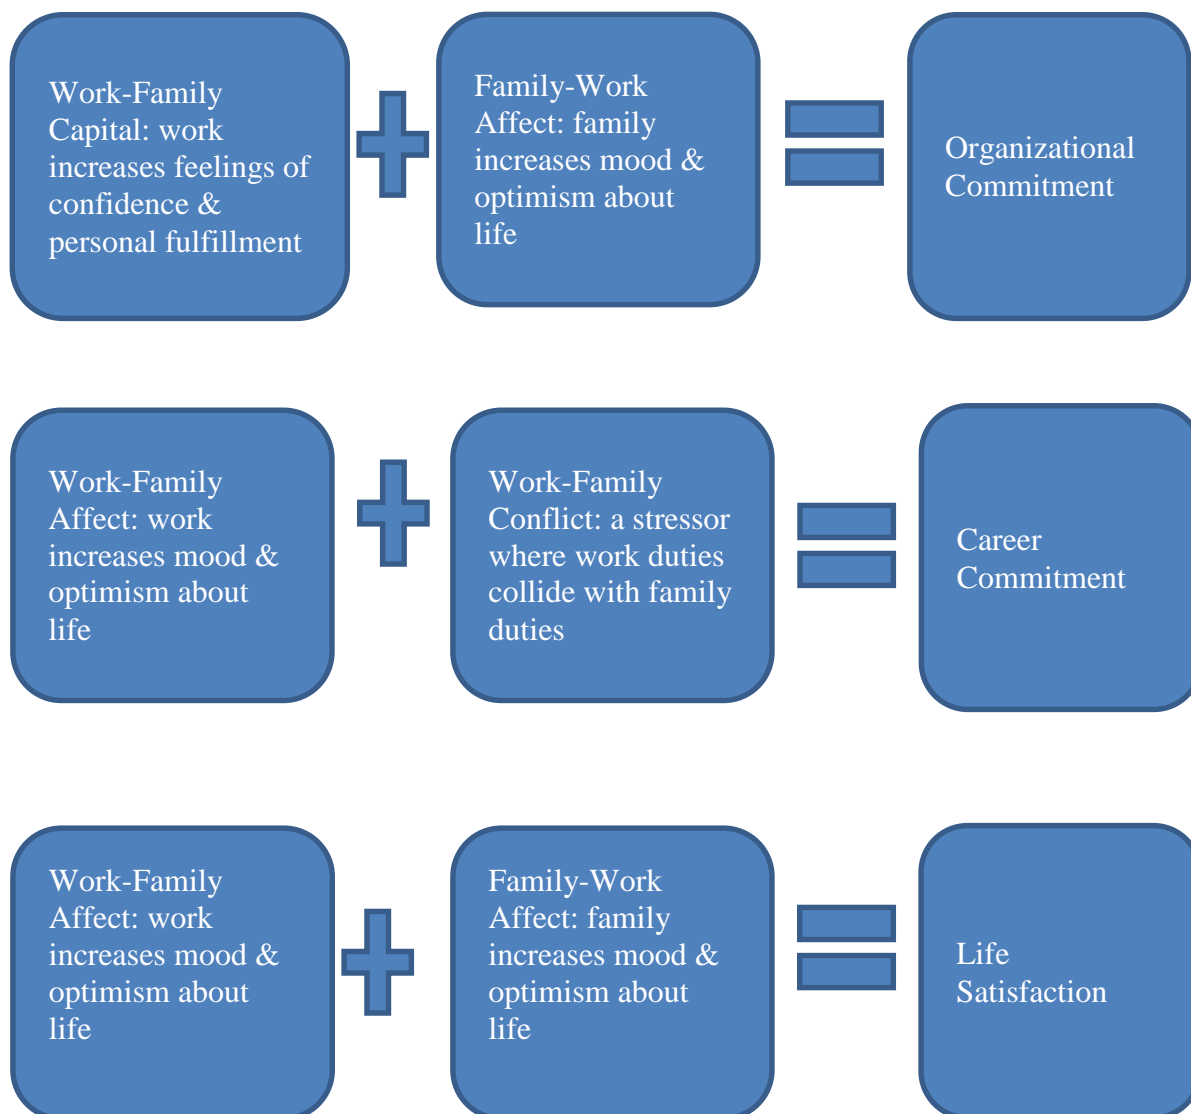 Work-Family
Capital: work
increases feelings of
confidence &
personal fulfillment
Family-Work
Affect: family
increases mood &
optimism about
life
Organizational
Commitment
Work-Family
Affect: work
increases mood &
optimism about
life
Work-Family
Conflict: a stressor
where work duties
collide with family
duties
Career
Commitment
Work-Family
Affect: work
increases mood &
optimism about
life
Family-Work
Affect: family
increases mood &
optimism about
life
Life
Satisfaction